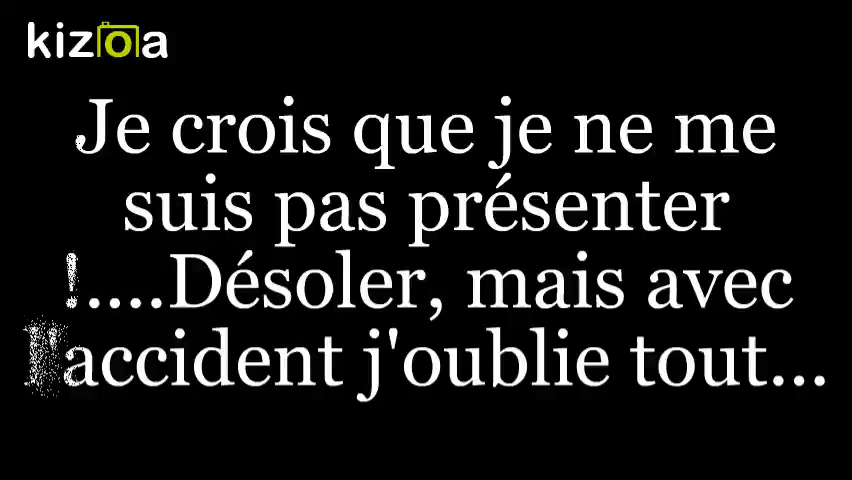 kizoa
Je crois que je ne me
suis pas présenter
!....Désoler, mais avec
l'accident j'oublie tout...